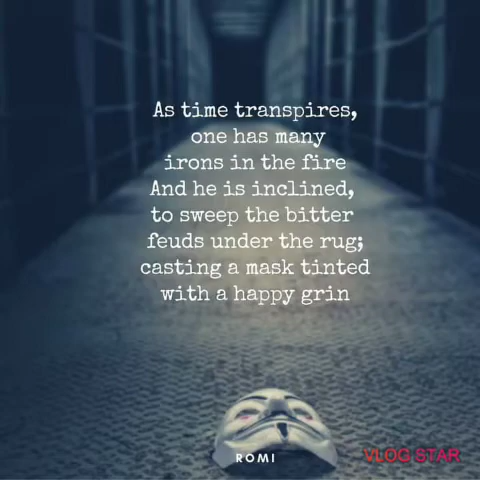 As time transpires,
one has many
irons in the fire
And he is inclined,
to sweep the bitter
feuds under the rug;
casting a mask tinted
with a happy grin
ROMI
VLOG STAR